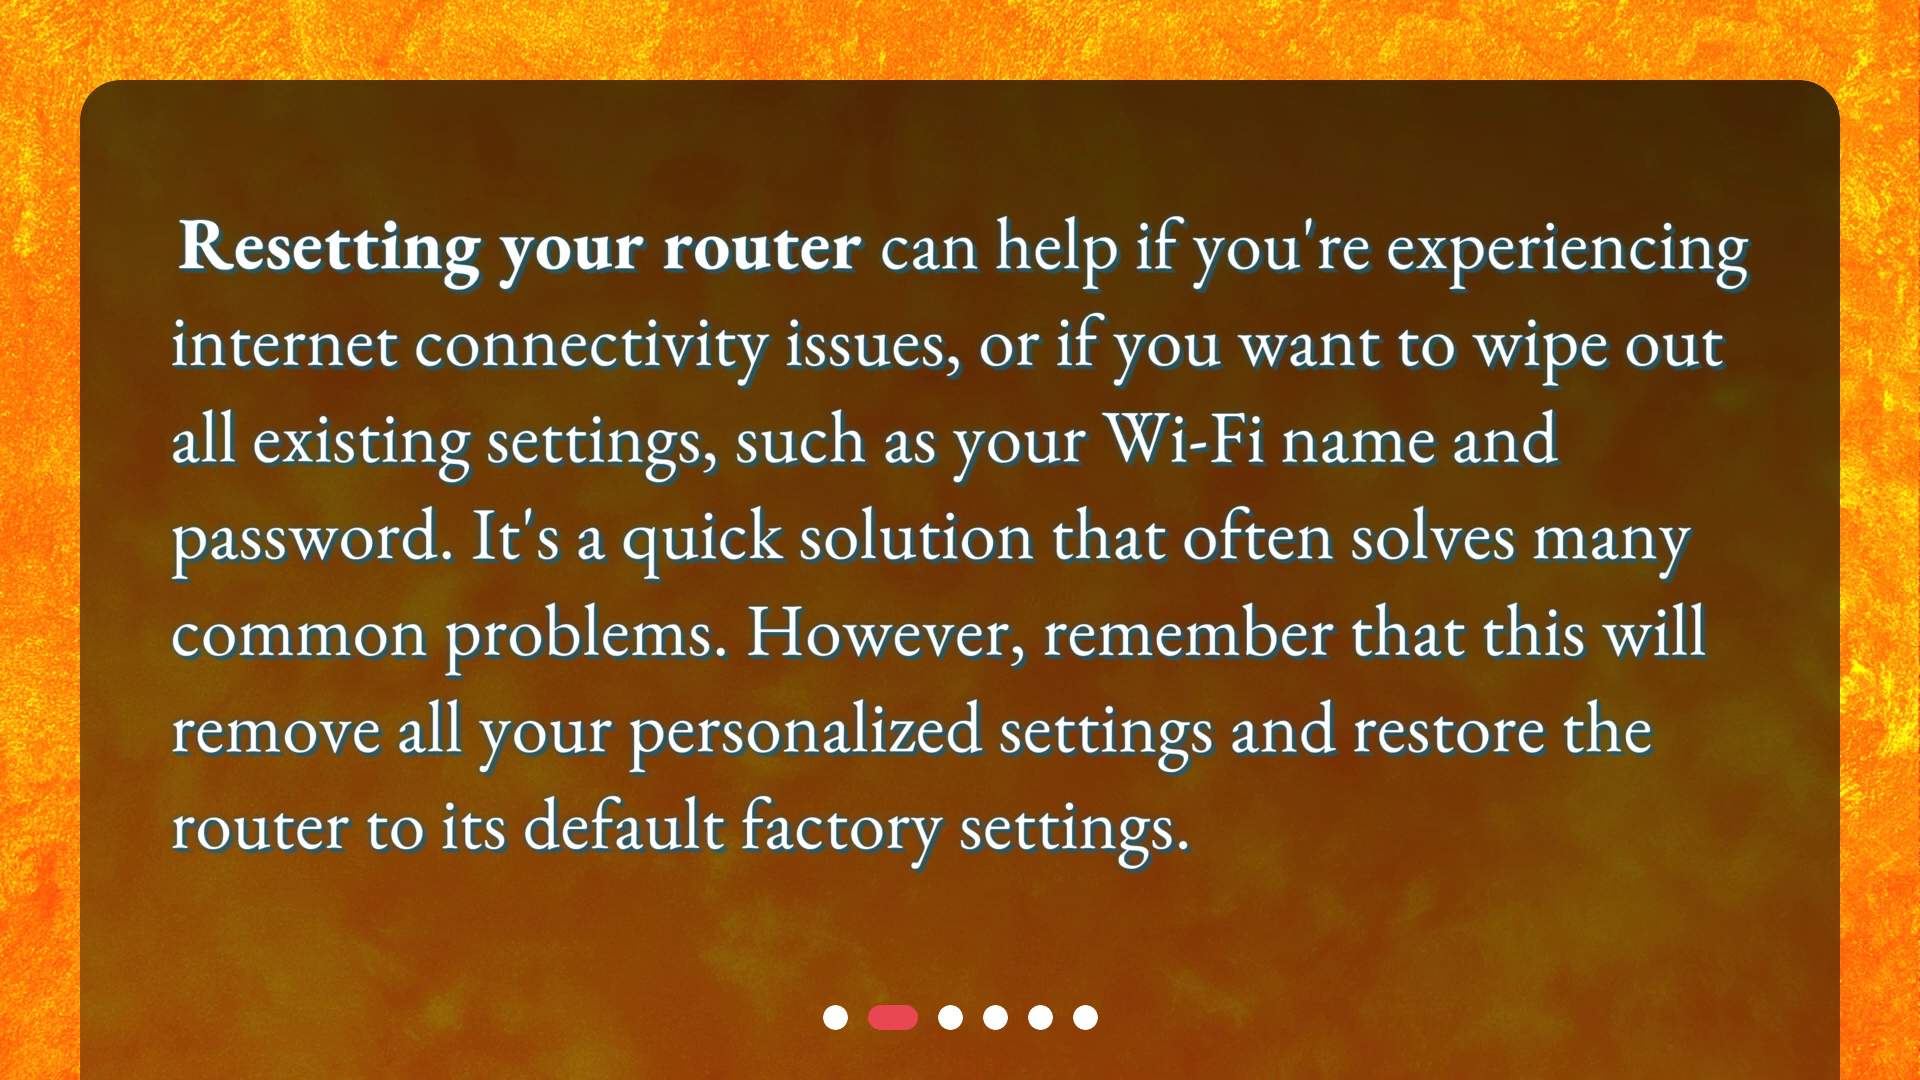 Resetting your router can help if you're experiencing
internet connectivity issues, or if you want to wipe out
all existing settings, such as your Wi-Fi name and
password. It's a quick solution that often solves many
common problems. However, remember that this will
remove all your personalized settings and restore the
router to its default factory settings.